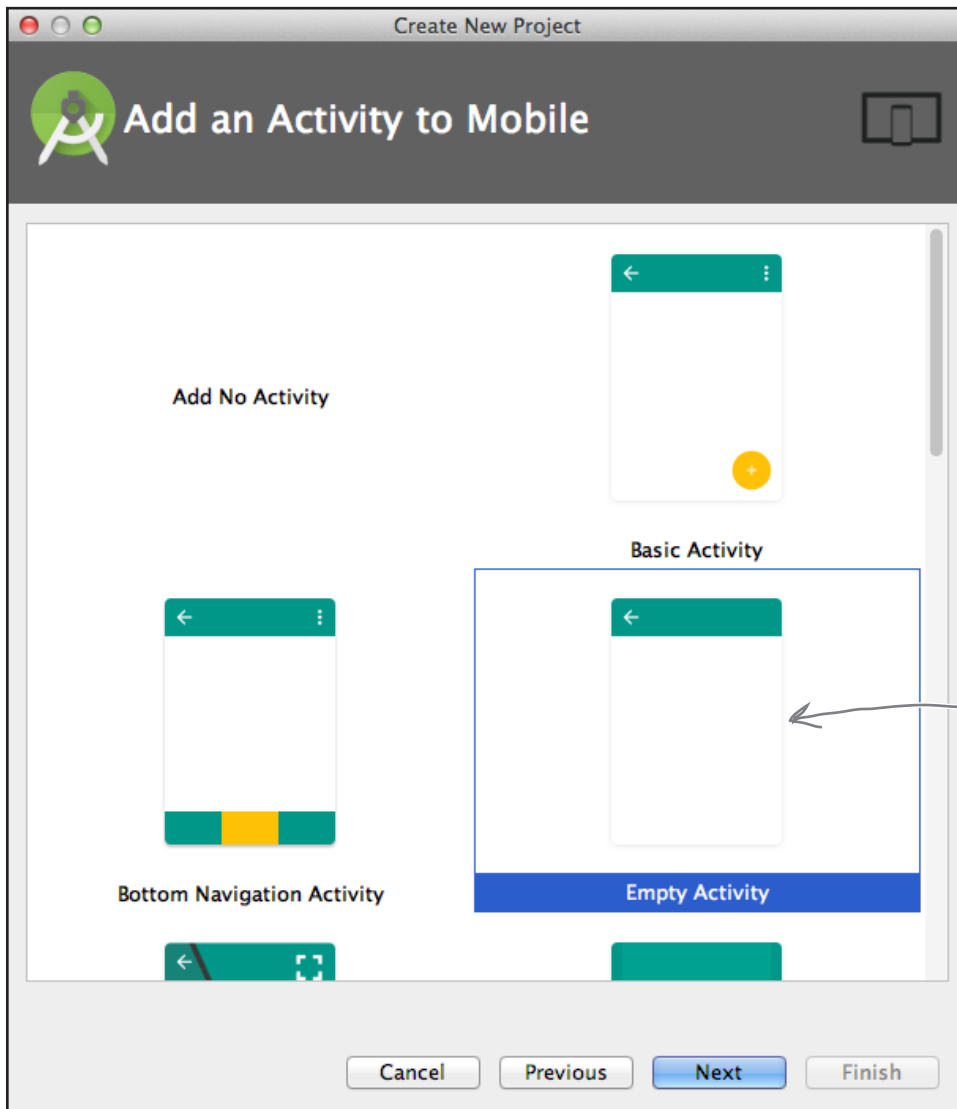 Create New Project
Add an Activity to Mobile
Add No Activity
Basic Activity
Bottom Navigation Activity
Empty Activity
Cancel
Previous
Next
Finish